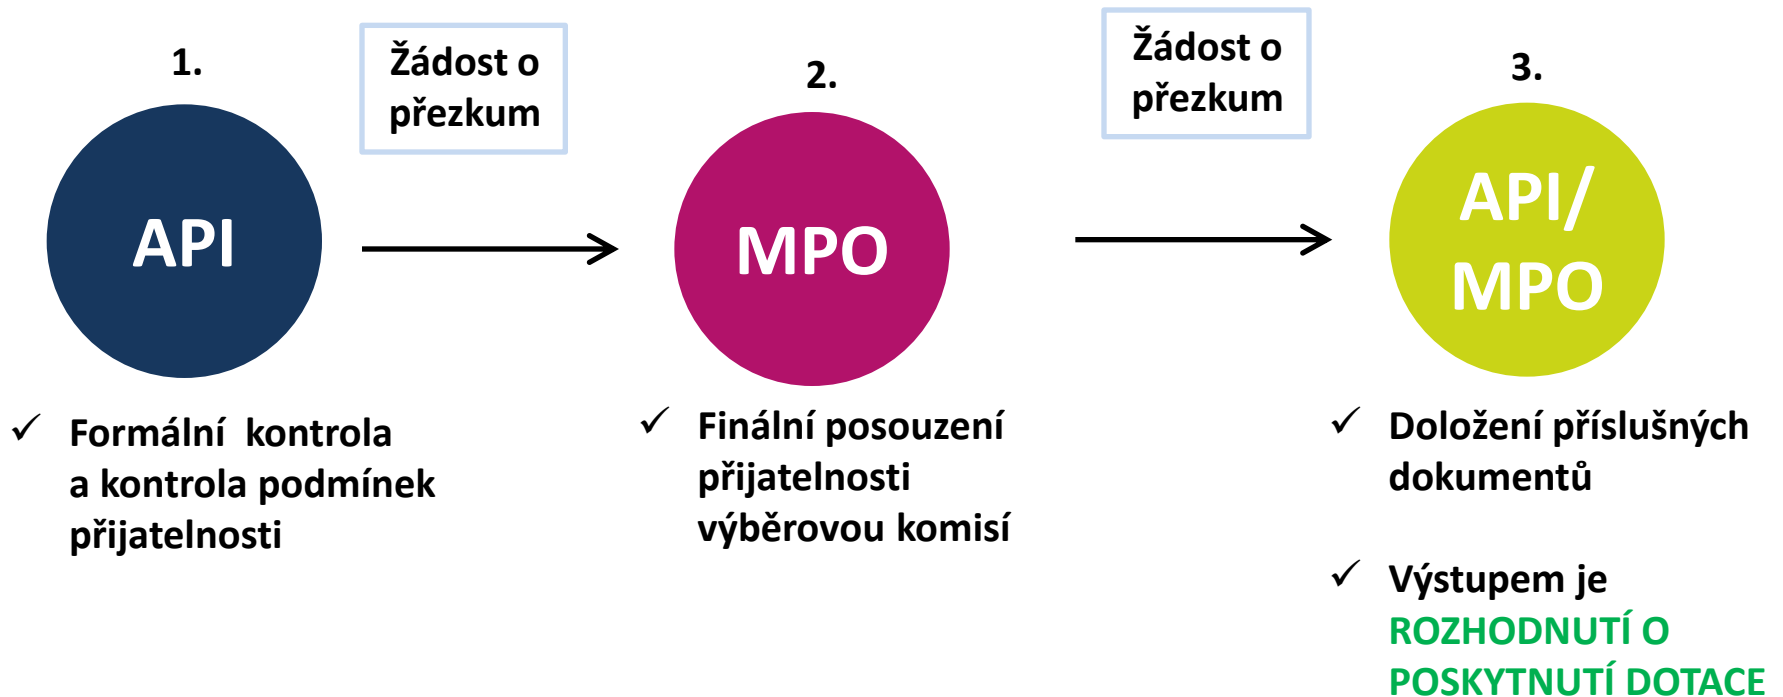 1.
Žádost o
přezkum
2.
Žádost o
přezkum
3.
API
MPO
API/
MPO
✓ Formální kontrola
a kontrola podmínek
přijatelnosti
✓ Finální posouzení
přijatelnosti
výběrovou komisí
✓ Doložení příslušných
dokumentů
✓ Výstupem je
ROZHODNUTÍ O
POSKYTNUTÍ DOTACE